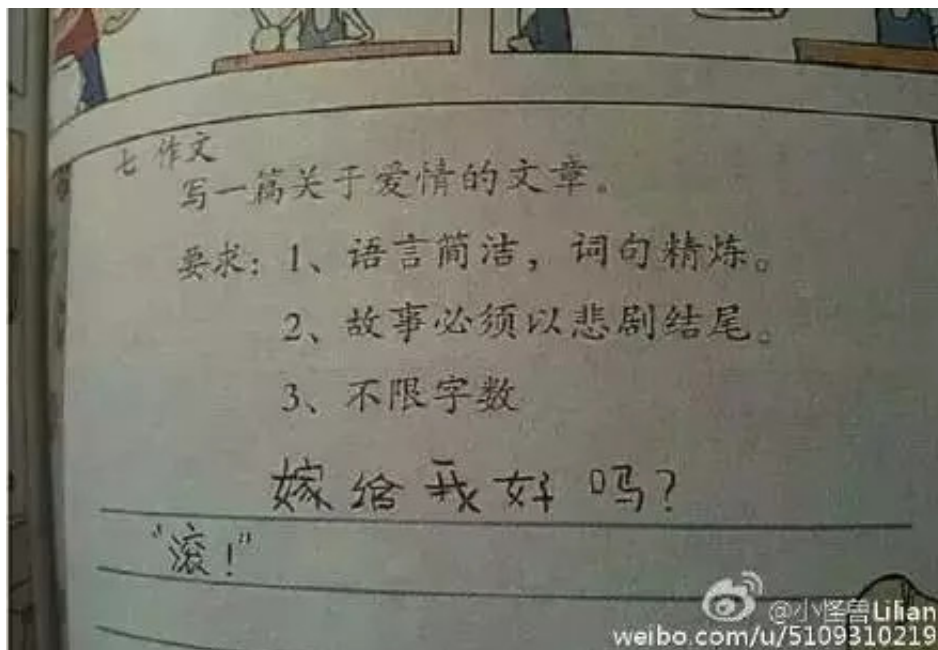 七 作文
写一篇关于爱情的文章。
要求：1、语言简洁，词句精炼。
2、故事必须以悲剧结尾。
3、不限字数
嫁给我好吗？
“滚！”
@小怪兽Lilian
weibo.com/u/5109310219